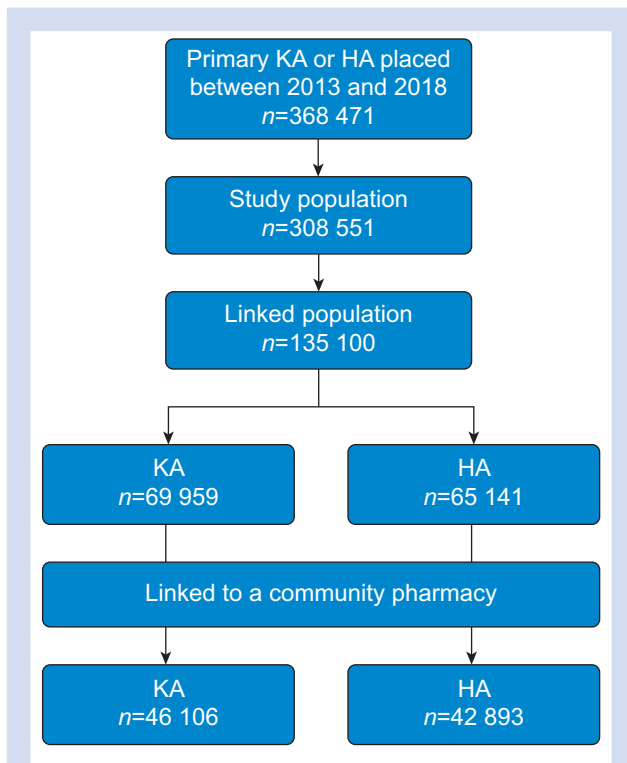 Primary KA or HA placed
between 2013 and 2018
n=368 471
Study population
n=308 551
Linked population
n=135 100
KA
n=69 959
HA
n=65 141
Linked to a community pharmacy
KA
n=46 106
HA
n=42 893